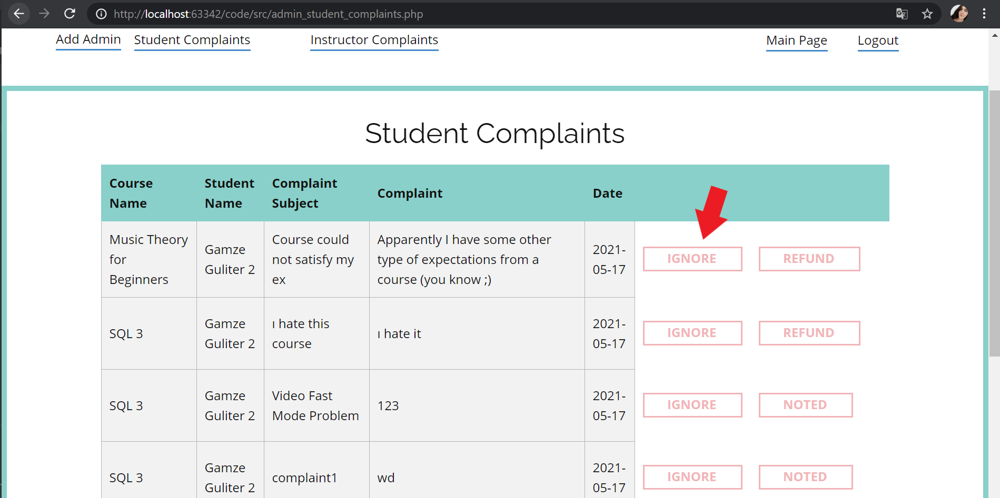 http://localhost:63342/code/src/admin_student_complaints.php
Add Admin Student Complaints Instructor Complaints Main Page Logout
Student Complaints
Course
Name
Student
Name
Complaint
Subject
Complaint
Date
Music Theory
for
Beginners
Gamze
Guliter 2
Course could
not satisfy my
ex
Apparently I have some other
type of expectations from a
course (you know ;)
2021-
05-17
IGNORE
REFUND
SQL 3
Gamze
Guliter 2
ı hate this
course
ı hate it
2021-
05-17
IGNORE
REFUND
SQL 3
Gamze
Guliter 2
Video Fast
Mode Problem
123
2021-
05-17
IGNORE
NOTED
SQL 3
Gamze
Guliter 2
complaint1
wd
2021-
05-17
IGNORE
NOTED